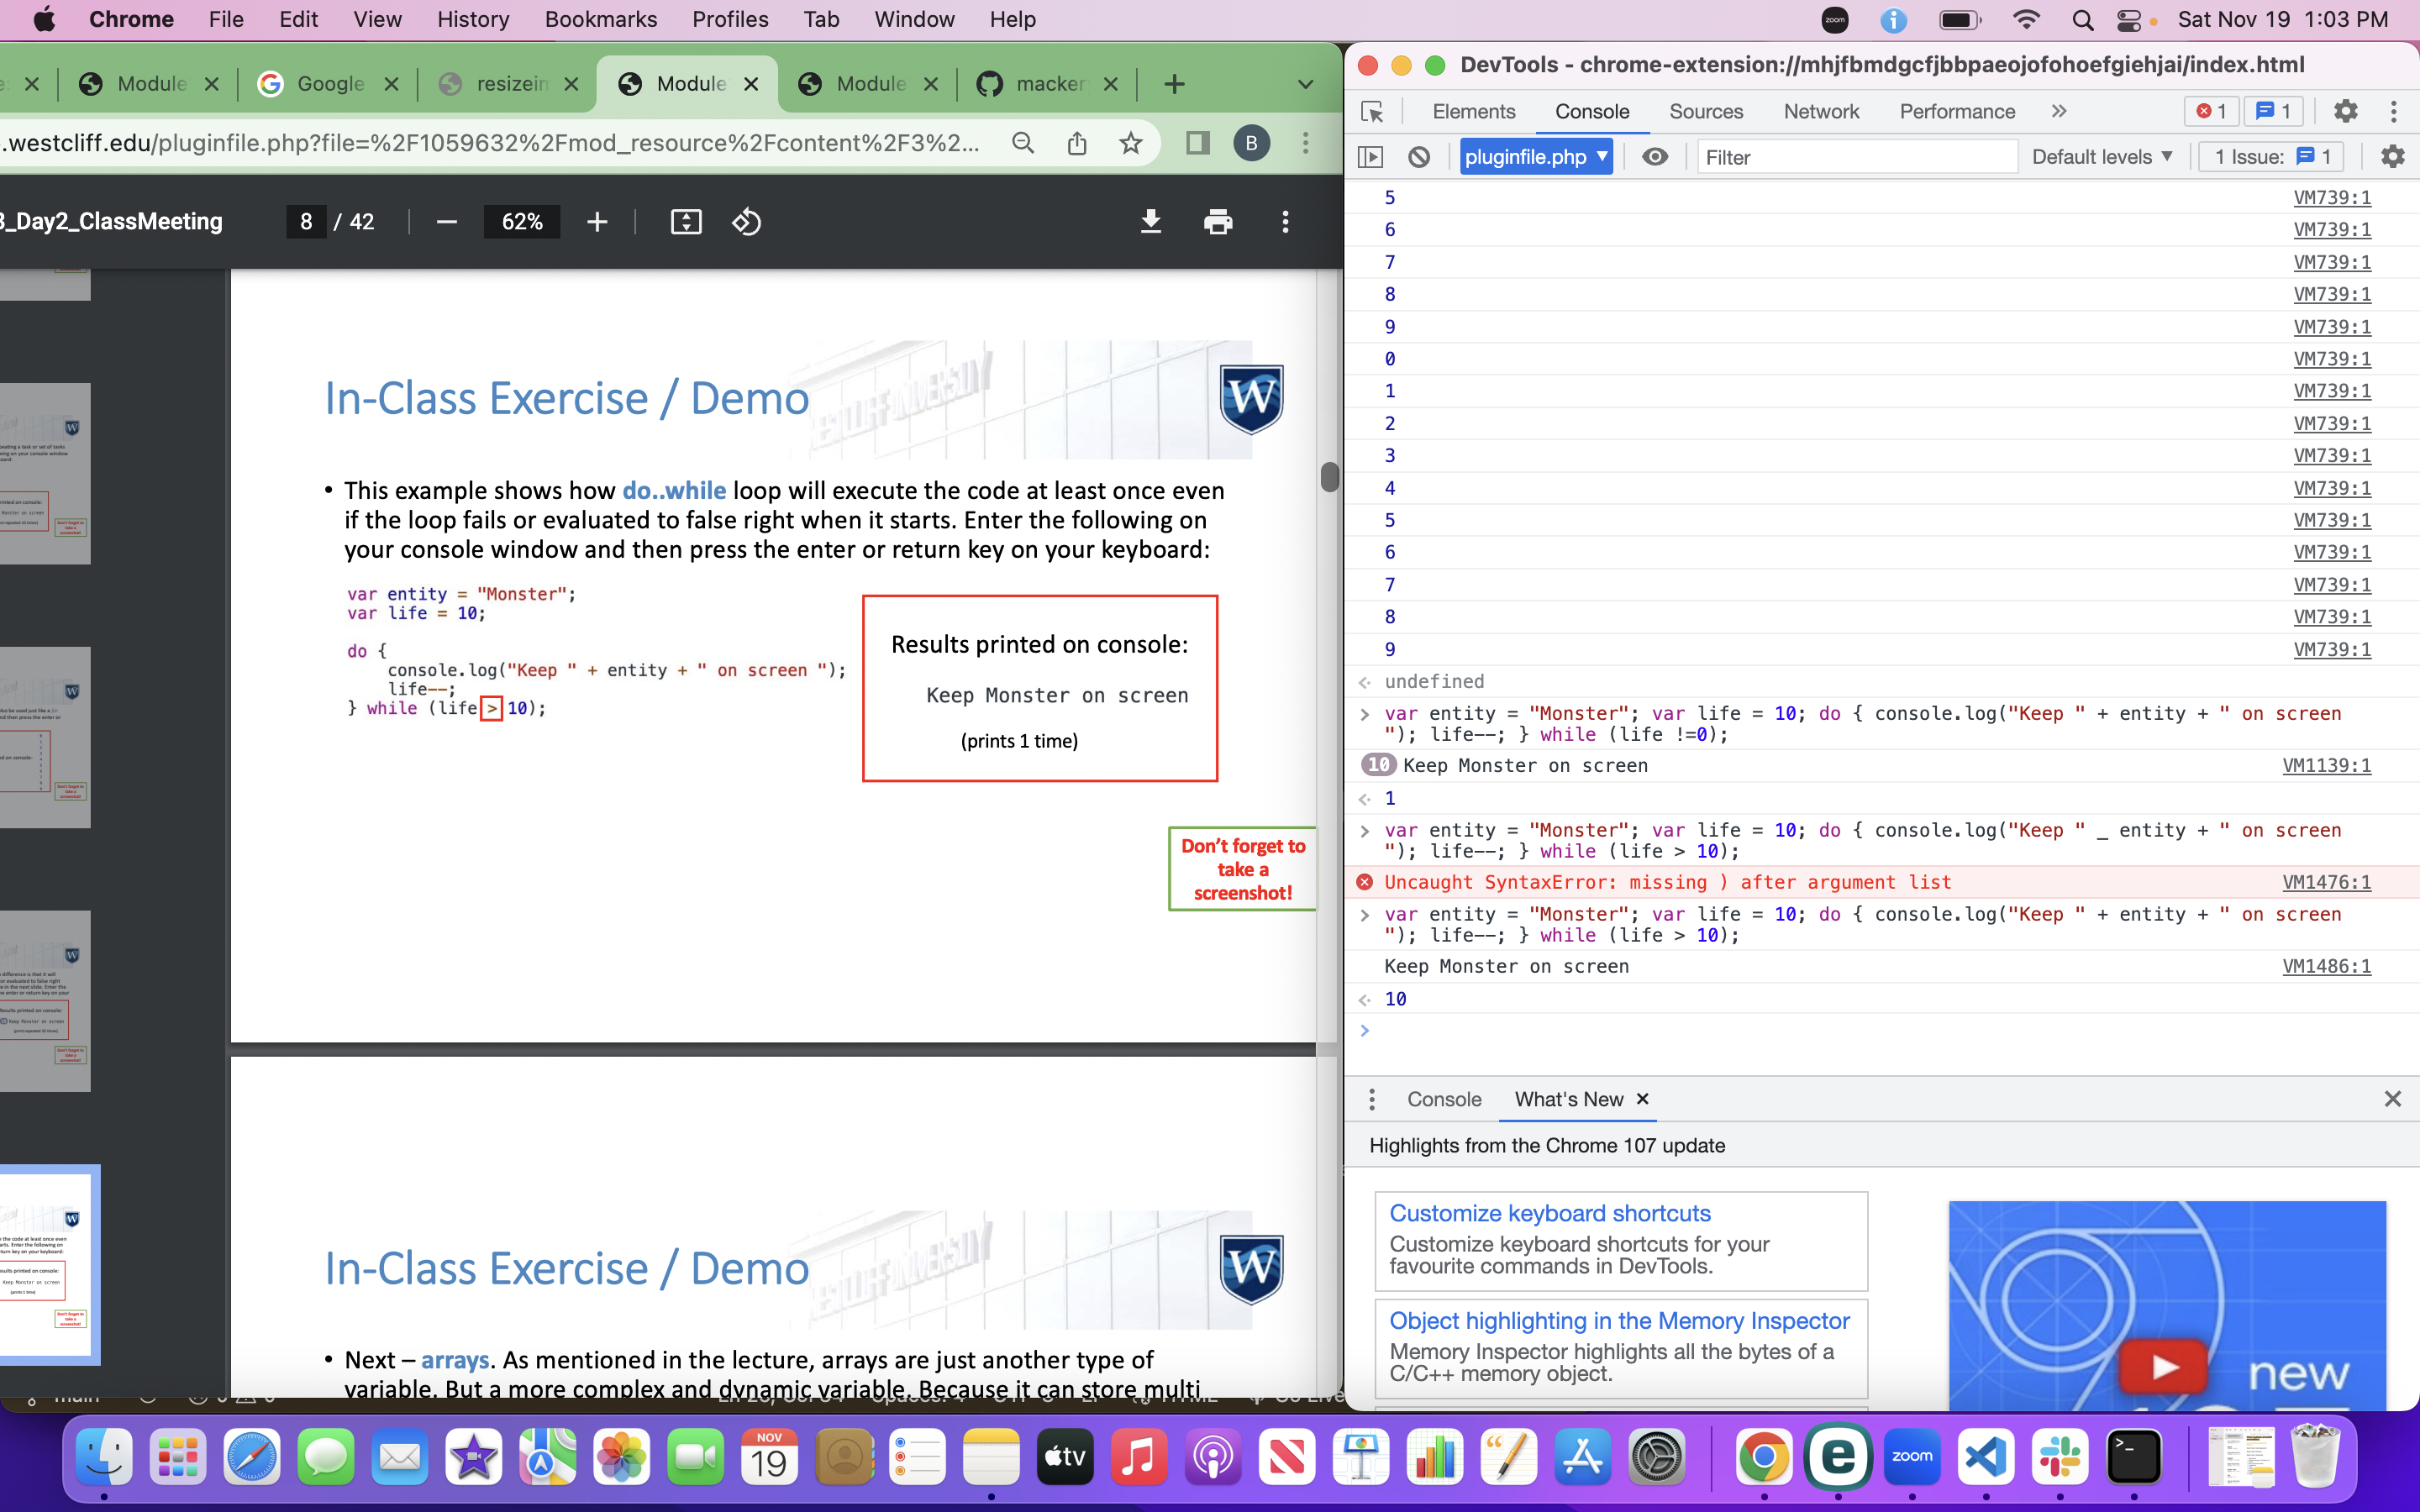 Chrome File Edit View History Bookmarks Profiles Tab Window Help
zoom
Sat Nov 19 1:03 PM
Module
Google
resizeim
Module
Module
macker
.westcliff.edu/pluginfile.php?file=%2F1059632%2Fmod_resource%2Fcontent%2F3%2...
B
3_Day2_ClassMeeting
8 / 42
62%
In-Class Exercise / Demo
W
• This example shows how do..while loop will execute the code at least once even
if the loop fails or evaluated to false right when it starts. Enter the following on
your console window and then press the enter or return key on your keyboard:
var entity = "Monster";
var life = 10;
do {
console.log("Keep " + entity + " on screen ");
life--;
} while (life > 10);
Results printed on console:
Keep Monster on screen
(prints 1 time)
Don't forget to
take a
screenshot!
In-Class Exercise / Demo
W
• Next – arrays. As mentioned in the lecture, arrays are just another type of
variable. But a more complex and dynamic variable. Because it can store multi
DevTools - chrome-extension://mhjfbmdgcfjbbpaeojofohoefgiehjai/index.html
Elements Console Sources Network Performance
1
1
pluginfile.php
Filter
Default levels
1 Issue: 1
5 VM739:1
6 VM739:1
7 VM739:1
8 VM739:1
9 VM739:1
0 VM739:1
1 VM739:1
2 VM739:1
3 VM739:1
4 VM739:1
5 VM739:1
6 VM739:1
7 VM739:1
8 VM739:1
9 VM739:1
undefined
var entity = "Monster"; var life = 10; do { console.log("Keep " + entity + " on screen
"); life--; } while (life !=0);
10 Keep Monster on screen VM1139:1
1
var entity = "Monster"; var life = 10; do { console.log("Keep " _ entity + " on screen
"); life--; } while (life > 10);
Uncaught SyntaxError: missing ) after argument list VM1476:1
var entity = "Monster"; var life = 10; do { console.log("Keep " + entity + " on screen
"); life--; } while (life > 10);
Keep Monster on screen VM1486:1
10
Console What's New
Highlights from the Chrome 107 update
Customize keyboard shortcuts
Customize keyboard shortcuts for your
favourite commands in DevTools.
Object highlighting in the Memory Inspector
Memory Inspector highlights all the bytes of a
C/C++ memory object.
new
NOV
19
tv
zoom